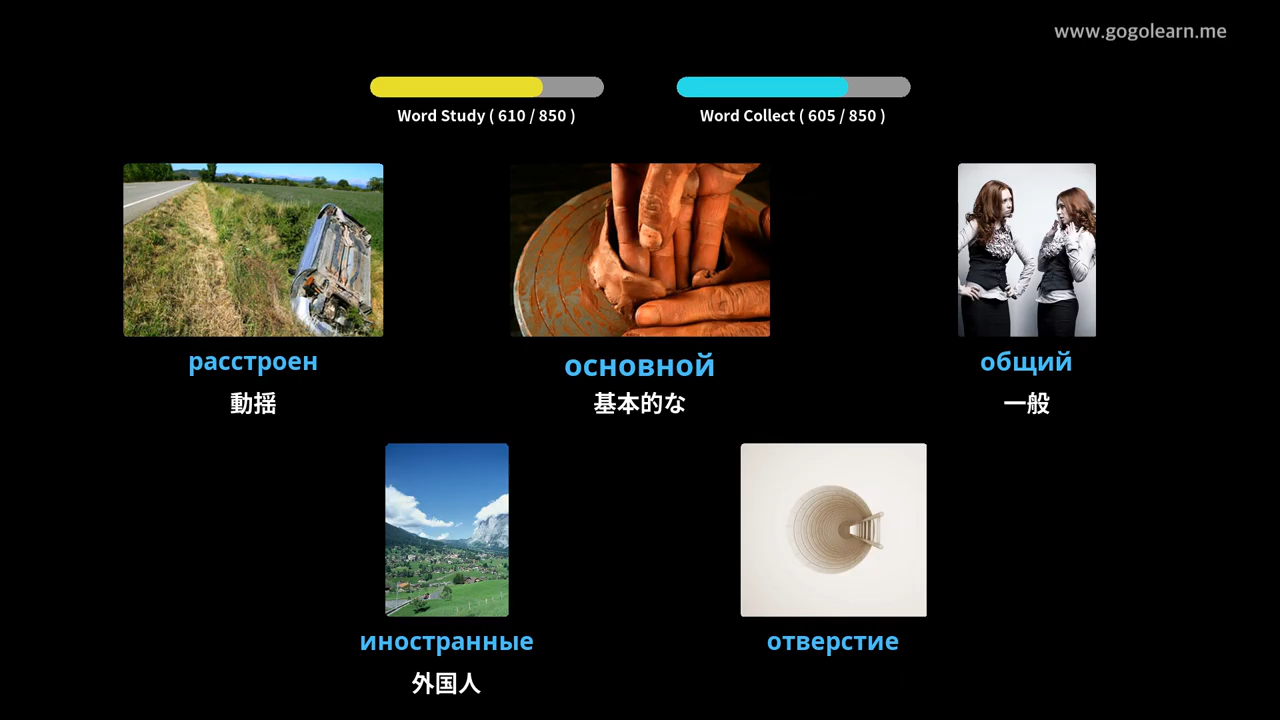 www.gogolearn.me
Word Study ( 610 / 850 )
Word Collect ( 605 / 850 )
расстроен
основной
общий
動揺
基本的な
一般
иностранные
отверстие
外国人